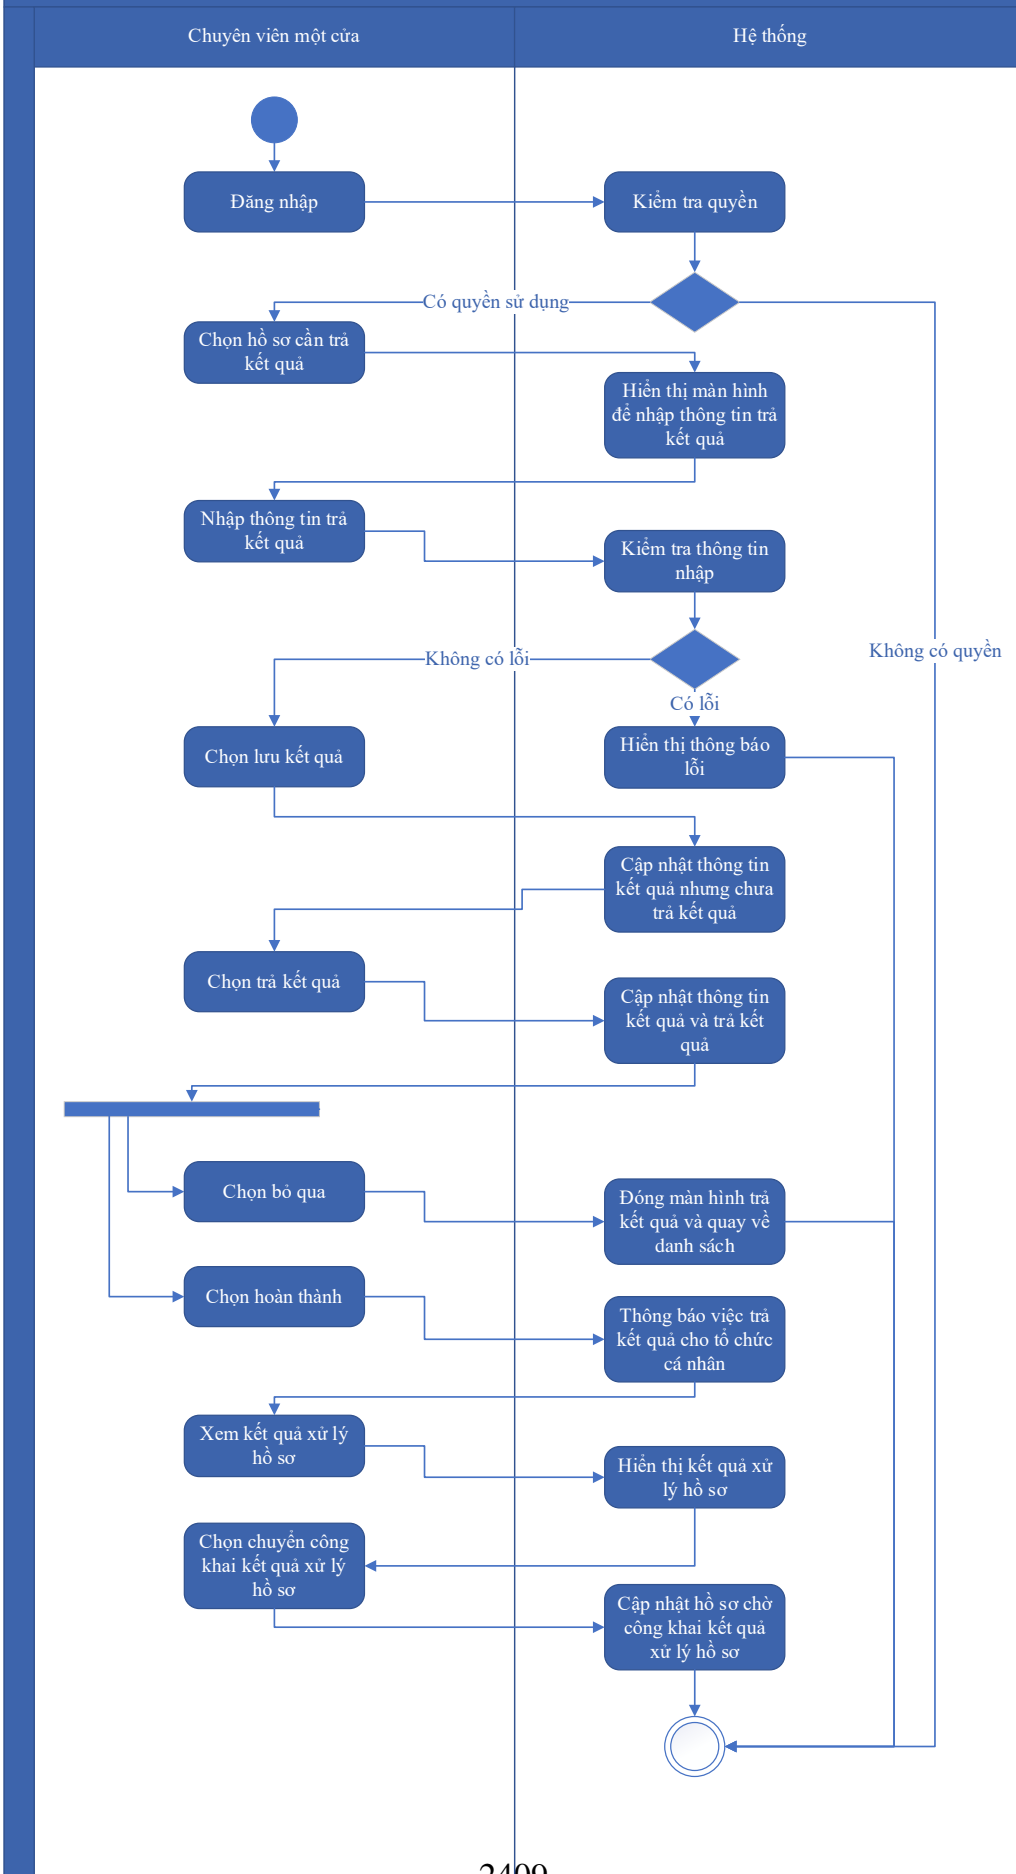 Chuyên viên một cửa
Hệ thống
Đăng nhập
Kiểm tra quyền
Có quyền sử dụng
Chọn hồ sơ cần trả
kết quả
Hiển thị màn hình
để nhập thông tin trả
kết quả
Nhập thông tin trả
kết quả
Kiểm tra thông tin
nhập
Không có quyền
Không có lỗi
Có lỗi
Chọn lưu kết quả
Hiển thị thông báo
lỗi
Cập nhật thông tin
kết quả nhưng chưa
trả kết quả
Chọn trả kết quả
Cập nhật thông tin
kết quả và trả kết
quả
Chọn bỏ qua
Đóng màn hình trả
kết quả và quay về
danh sách
Chọn hoàn thành
Thông báo việc trả
kết quả cho tổ chức
cá nhân
Xem kết quả xử lý
hồ sơ
Hiển thị kết quả xử
lý hồ sơ
Chọn chuyển công
khai kết quả xử lý
hồ sơ
Cập nhật hồ sơ chờ
công khai kết quả
xử lý hồ sơ
2409